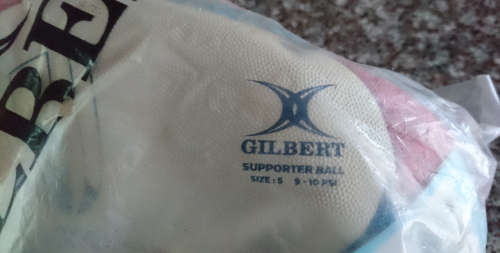 GILBERT
SUPPORTER BALL
SIZE : 5 9 - 10 PSI